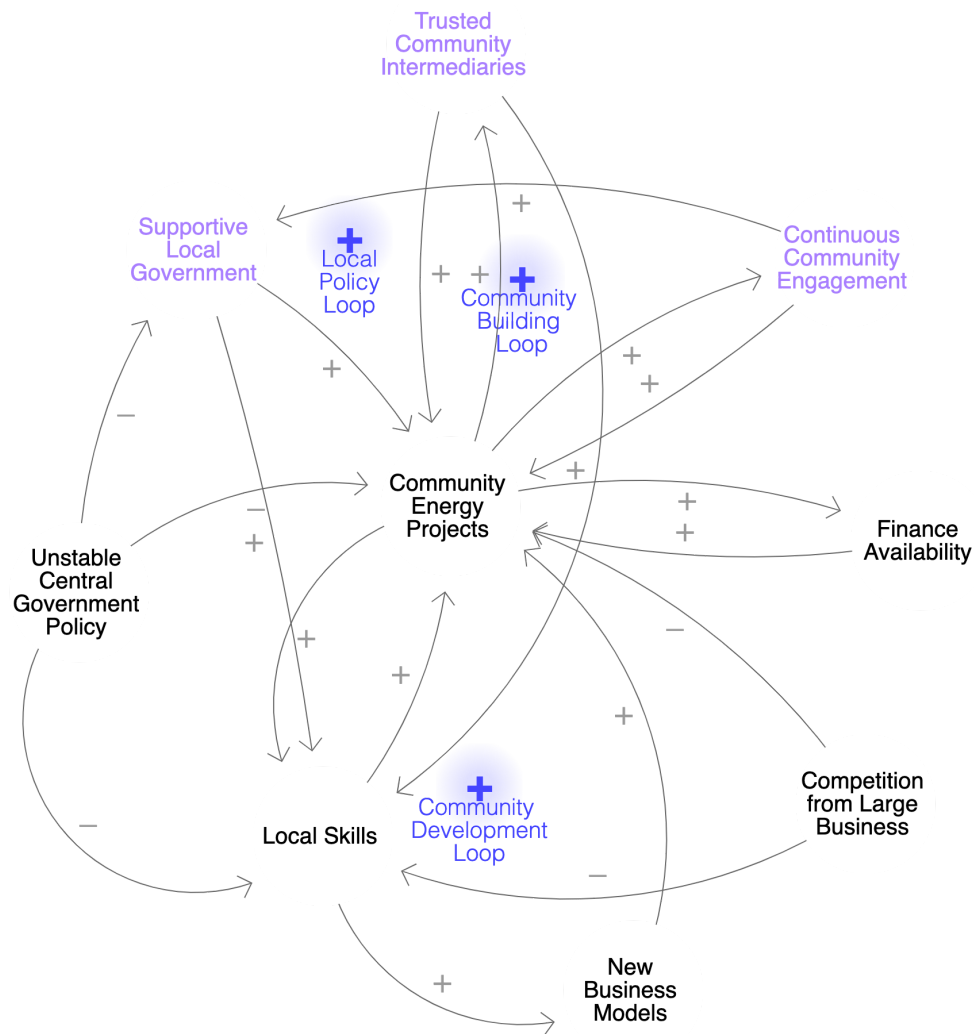 Trusted
Community
Intermediaries
+
Supportive
Local
Government
+
Local
Policy
Loop
+
+
+
Community
Building
Loop
Continuous
Community
Engagement
+
+
+
−
Community
Energy
Projects
+
+
+
−
+
Finance
Availability
Unstable
Central
Government
Policy
+
−
+
+
Competition
from Large
Business
+
Community
Development
Loop
Local Skills
−
−
+
New
Business
Models